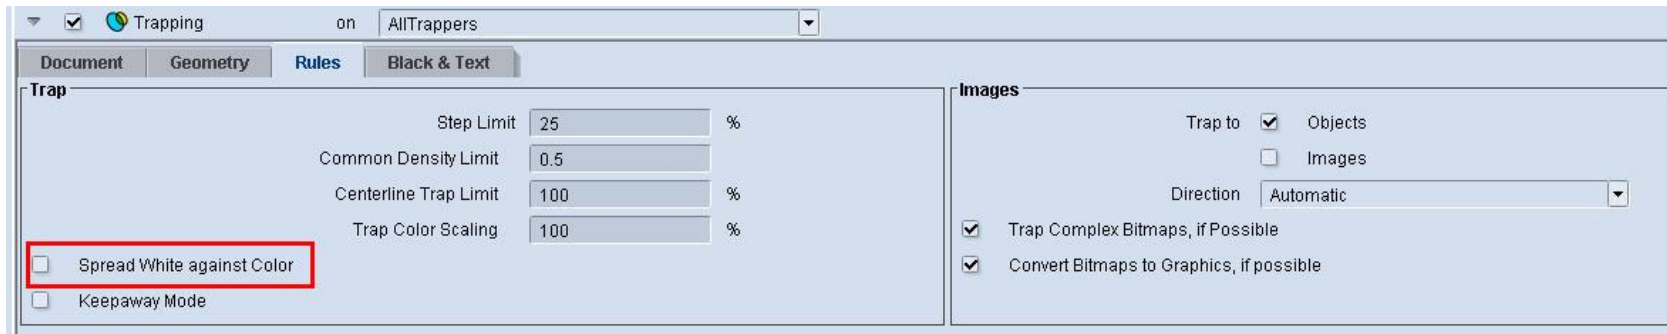 Trapping on AllTrappers
Document Geometry Rules Black & Text
Trap
Step Limit 25 %
Common Density Limit 0.5
Centerline Trap Limit 100 %
Trap Color Scaling 100 %
Spread White against Color
Keepaway Mode
Images
Trap to Objects
Images
Direction Automatic
Trap Complex Bitmaps, if Possible
Convert Bitmaps to Graphics, if possible